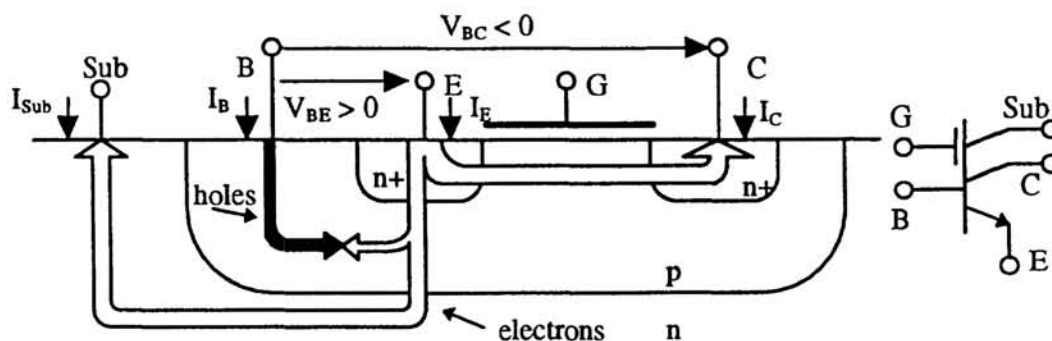 V_BC < 0
Sub
B
E
G
C
I_Sub
I_B
V_BE > 0
I_E
I_C
G
Sub
n+
n+
C
holes
B
E
p
electrons
n